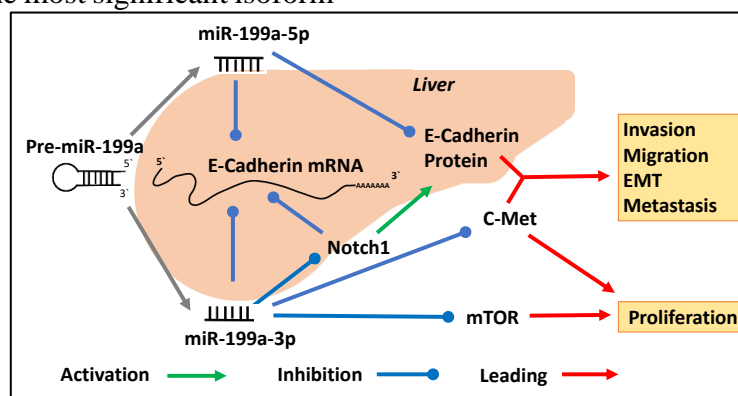 miR-199a-5p
Liver
Pre-miR-199a
5`
3`
5`
E-Cadherin mRNA
AAAAAAA
3`
E-Cadherin
Protein
C-Met
Notch1
miR-199a-3p
mTOR
Invasion
Migration
EMT
Metastasis
Proliferation
Activation
Inhibition
Leading